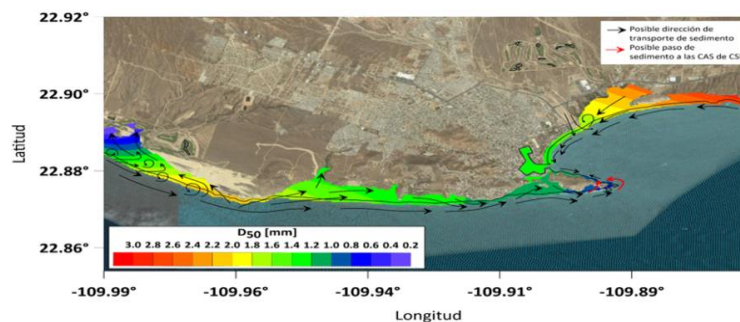 22.92°
22.90°
22.88°
22.86°
Latitud
Posible dirección de
transporte de sedimento
Posible paso de
sedimento a las CAS de CSL
D50 [mm]
3.0 2.8 2.6 2.4 2.2 2.0 1.8 1.6 1.4 1.2 1.0 0.8 0.6 0.4 0.2
-109.99° -109.96° -109.94° -109.91° -109.89°
Longitud